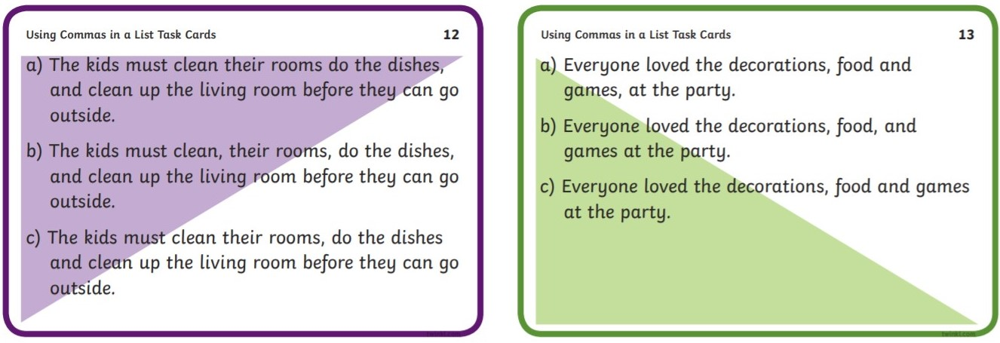 Using Commas in a List Task Cards 12
a) The kids must clean their rooms do the dishes,
and clean up the living room before they can go
outside.
b) The kids must clean, their rooms, do the dishes,
and clean up the living room before they can go
outside.
c) The kids must clean their rooms, do the dishes
and clean up the living room before they can go
outside.
twinkl.com
Using Commas in a List Task Cards 13
a) Everyone loved the decorations, food and
games, at the party.
b) Everyone loved the decorations, food, and
games at the party.
c) Everyone loved the decorations, food and games
at the party.
twinkl.com